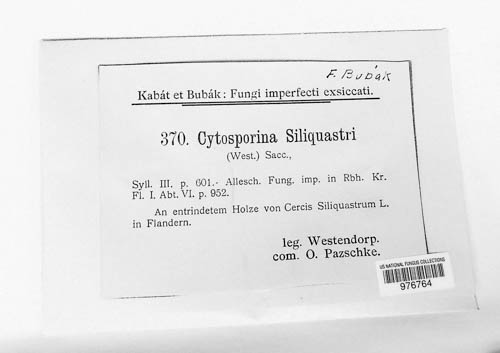 F. Bubák
Kabát et Bubák: Fungi imperfecti exsiccati.
370. Cytosporina Siliquastri
(West.) Sacc.,
Syll. III. p. 601.- Allesch. Fung. imp. in Rbh. Kr.
Fl. I. Abt. VI. p. 952.
An entrindetem Holze von Cercis Siliquastrum L.
in Flandern.
leg. Westendorp.
com. O. Pazschke.
US NATIONAL FUNGUS COLLECTIONS
976764